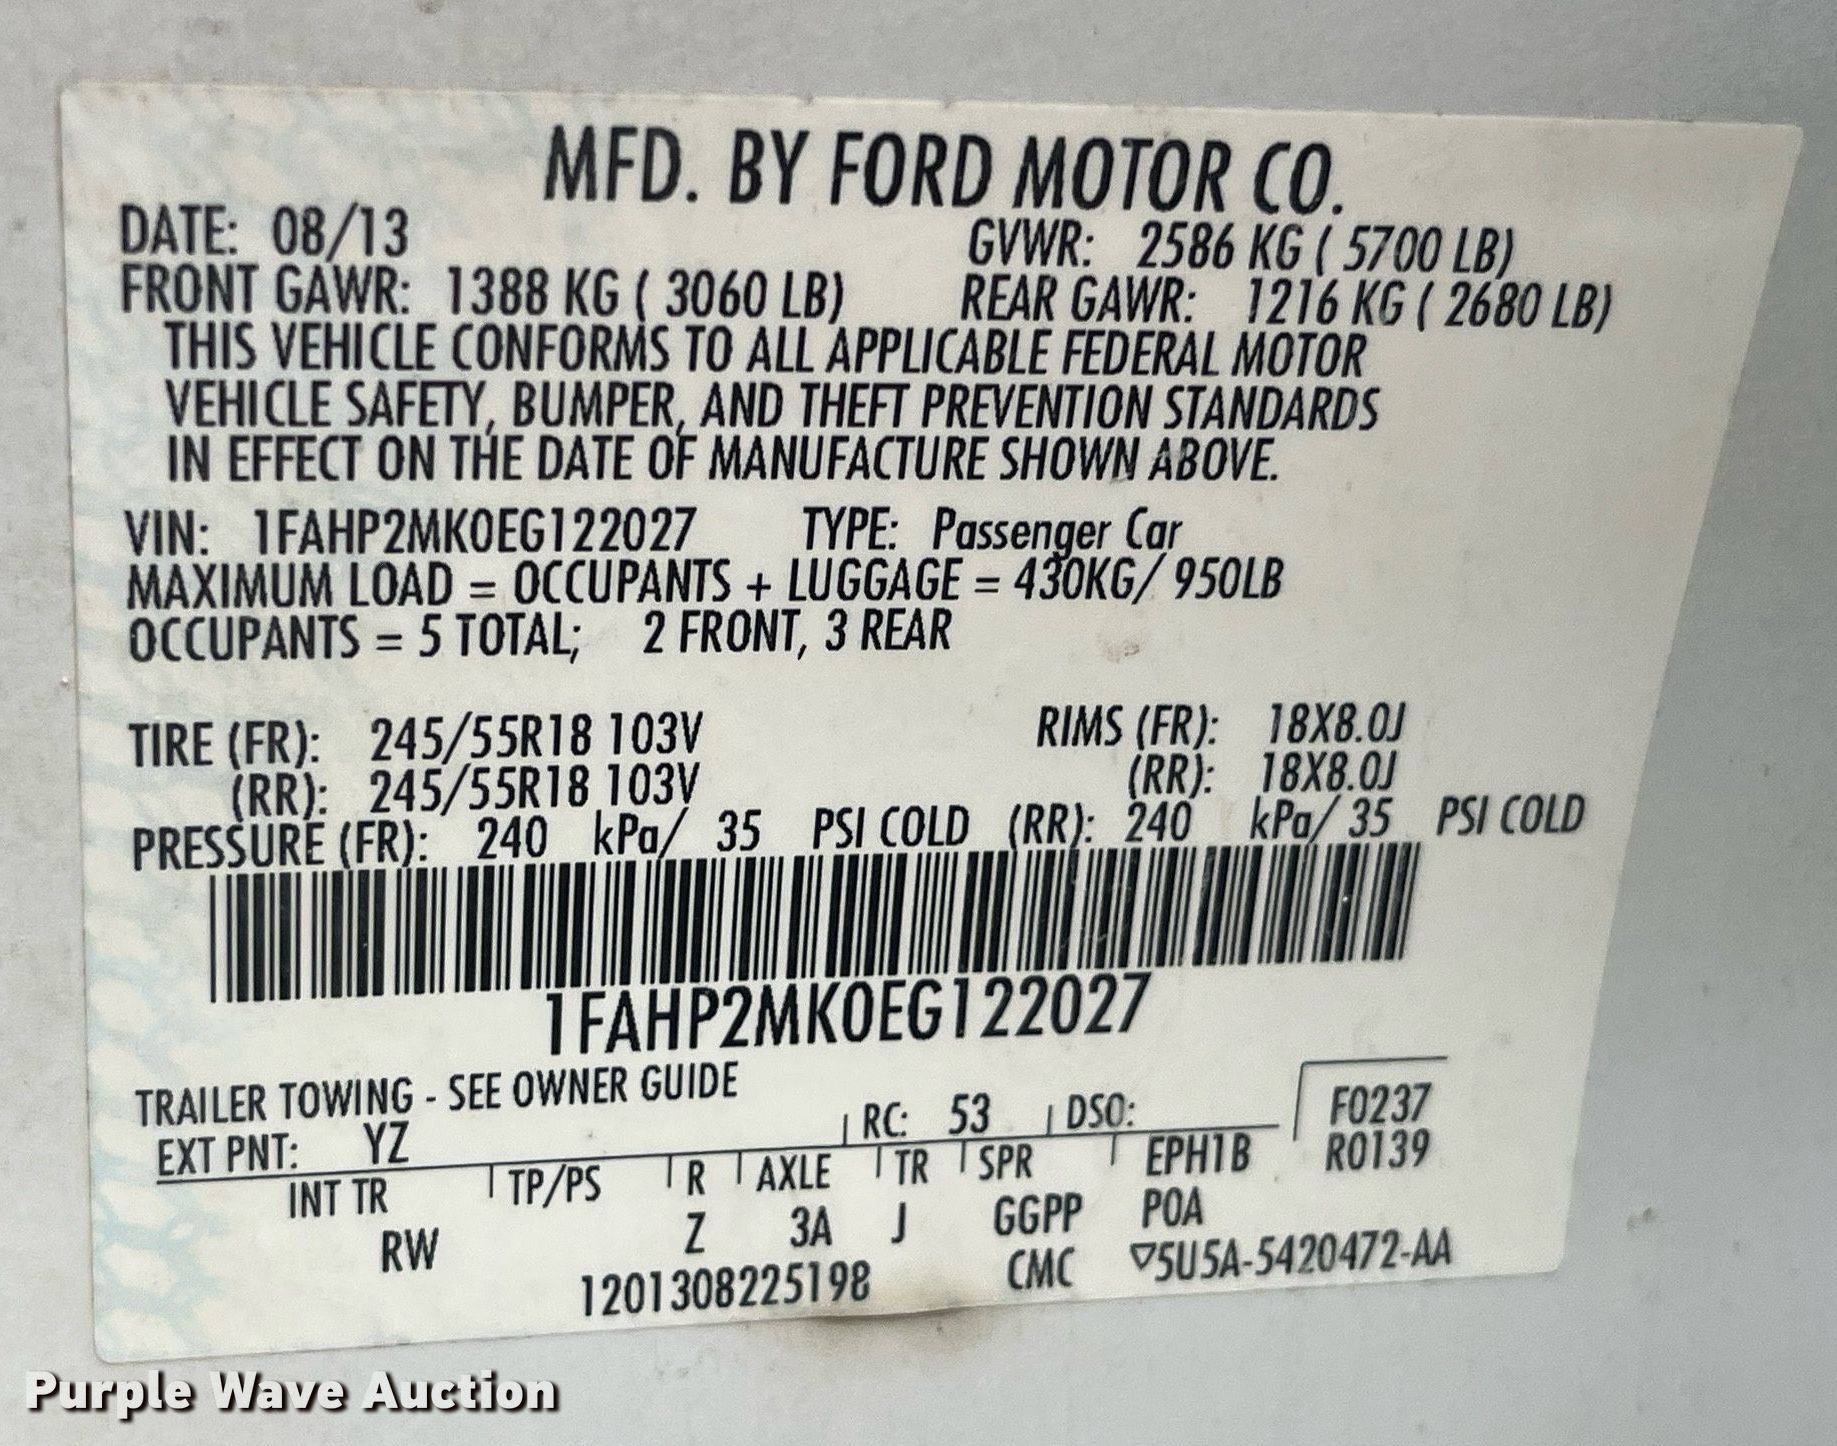 MFD. BY FORD MOTOR CO.
DATE: 08/13 GVWR: 2586 KG ( 5700 LB)
FRONT GAWR: 1388 KG ( 3060 LB) REAR GAWR: 1216 KG ( 2680 LB)
THIS VEHICLE CONFORMS TO ALL APPLICABLE FEDERAL MOTOR
VEHICLE SAFETY, BUMPER, AND THEFT PREVENTION STANDARDS
IN EFFECT ON THE DATE OF MANUFACTURE SHOWN ABOVE.
VIN: 1FAHP2MK0EG122027 TYPE: Passenger Car
MAXIMUM LOAD = OCCUPANTS + LUGGAGE = 430KG/ 950LB
OCCUPANTS = 5 TOTAL; 2 FRONT, 3 REAR
TIRE (FR): 245/55R18 103V RIMS (FR): 18X8.0J
(RR): 245/55R18 103V (RR): 18X8.0J
PRESSURE (FR): 240 kPa/ 35 PSI COLD (RR): 240 kPa/ 35 PSI COLD
1FAHP2MK0EG122027
TRAILER TOWING - SEE OWNER GUIDE
EXT PNT: YZ RC: 53 DSO: F0237
INT TR TP/PS R AXLE TR SPR EPH1B R0139
RW Z 3A J GGPP POA
1201308225198 CMC ▽5U5A-5420472-AA
Purple Wave Auction